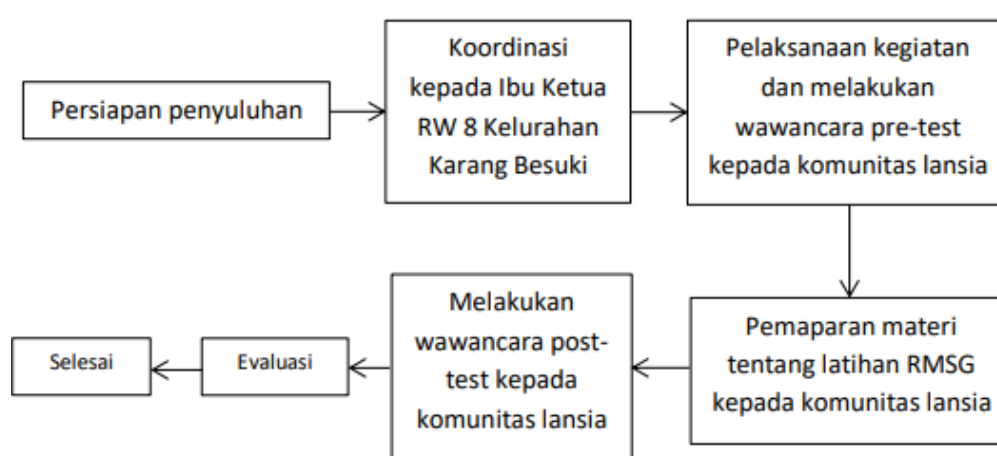 Persiapan penyuluhan
Koordinasi
kepada Ibu Ketua
RW 8 Kelurahan
Karang Besuki
Pelaksanaan kegiatan
dan melakukan
wawancara pre-test
kepada komunitas lansia
Pemaparan materi
tentang latihan RMSG
kepada komunitas lansia
Melakukan
wawancara post-
test kepada
komunitas lansia
Evaluasi
Selesai